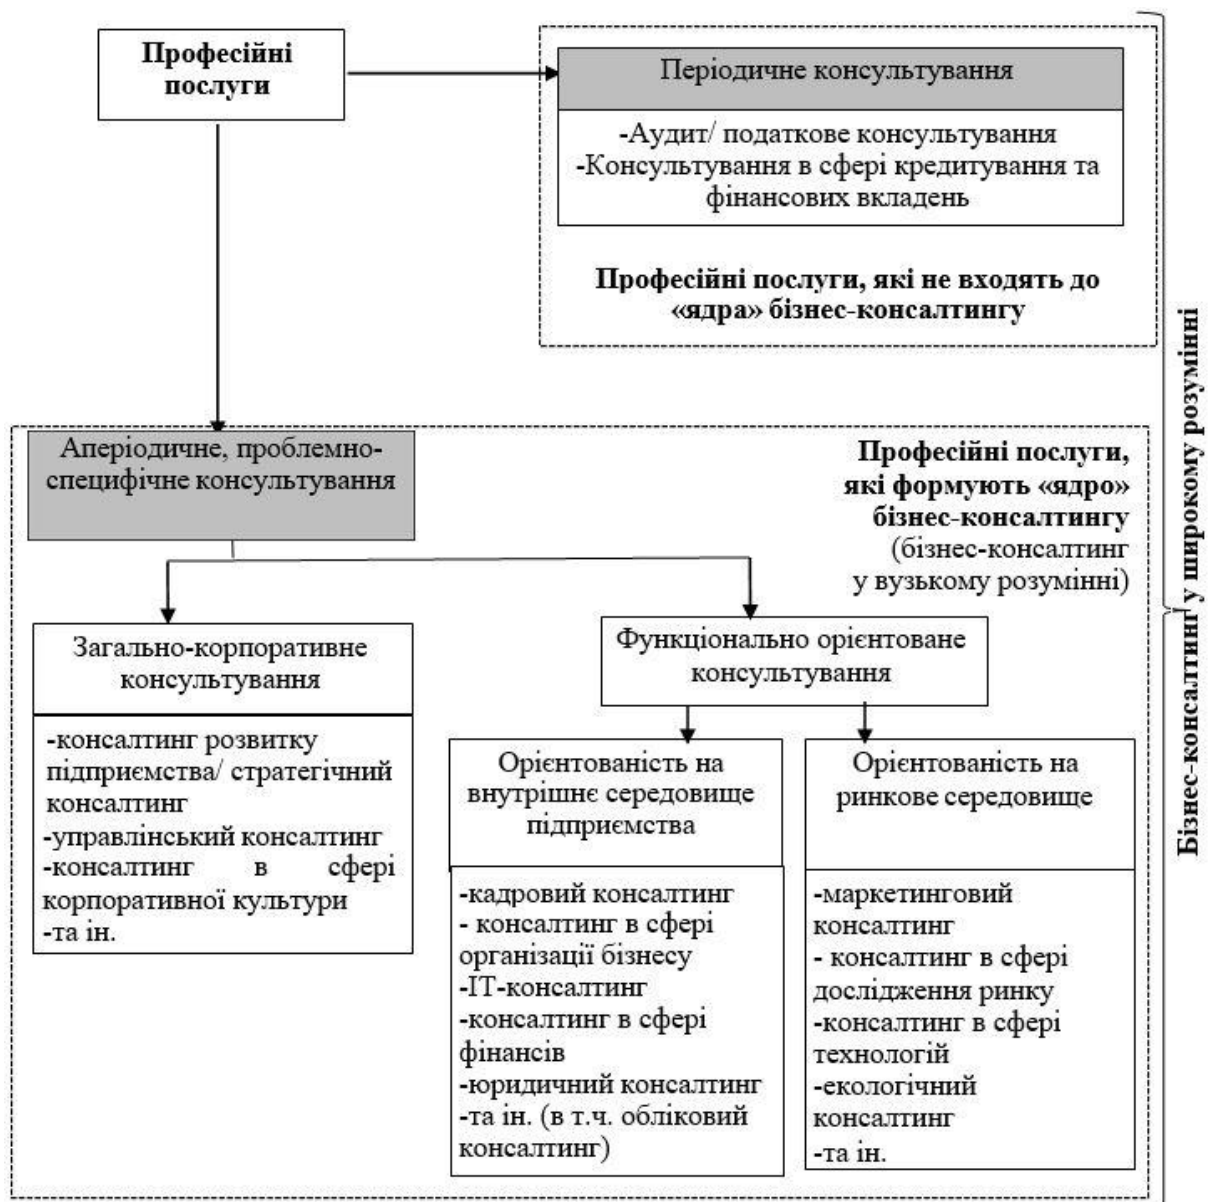 Професійні
послуги
Періодичне консультування
-Аудит/ податкове консультування
-Консультування в сфері кредитування та
фінансових вкладень
Професійні послуги, які не входять до
«ядра» бізнес-консалтингу
Бізнес-консалтинг у широкому розумінні
Аперіодичне, проблемно-
специфічне консультування
Професійні послуги,
які формують «ядро»
бізнес-консалтингу
(бізнес-консалтинг
у вузькому розумінні)
Загально-корпоративне
консультування
-консалтинг розвитку
підприємства/ стратегічний
консалтинг
-управлінський консалтинг
-консалтинг в сфері
корпоративної культури
-та ін.
Функціонально орієнтоване
консультування
Орієнтованість на
внутрішнє середовище
підприємства
-кадровий консалтинг
- консалтинг в сфері
організації бізнесу
-ІТ-консалтинг
-консалтинг в сфері
фінансів
-юридичний консалтинг
-та ін. (в т.ч. обліковий
консалтинг)
Орієнтованість на
ринкове середовище
-маркетинговий
консалтинг
- консалтинг в сфері
дослідження ринку
-консалтинг в сфері
технологій
-екологічний
консалтинг
-та ін.